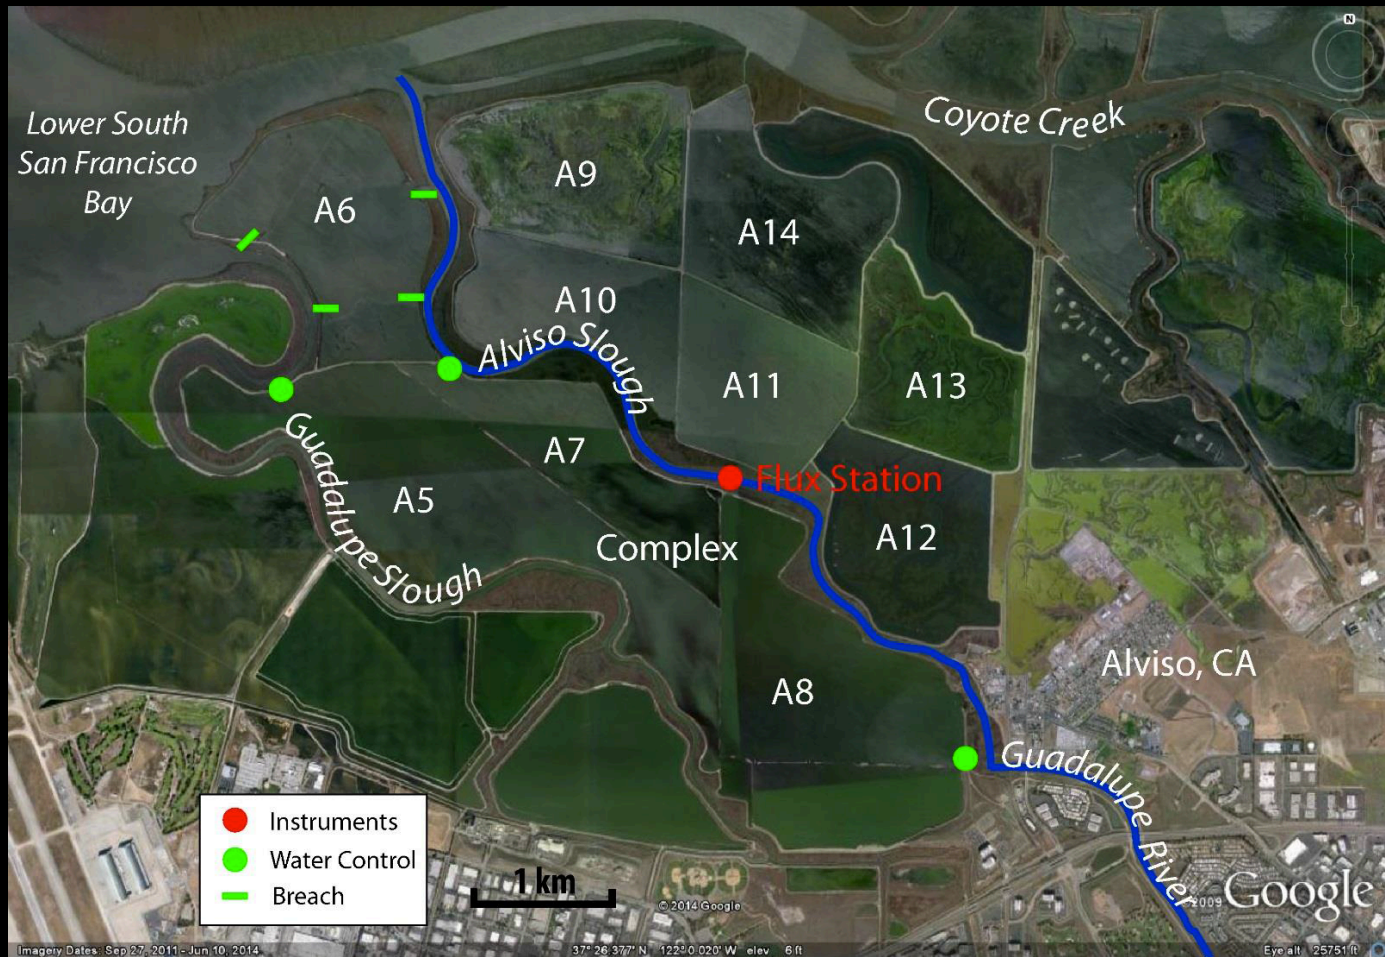 N
Lower South
San Francisco
Bay
Coyote Creek
A9
A6
A14
A10
Alviso Slough
A11
A13
Guadalupe Slough
A7
Flux Station
A5
Complex
A12
A8
Alviso, CA
Guadalupe River
Instruments
Water Control
Breach
1 km
© 2014 Google
2009
Google
Imagery Dates: Sep 27, 2011 - Jun 10, 2014
37° 26.377' N 122° 0.020' W elev 6 ft
Eye alt 25751 ft